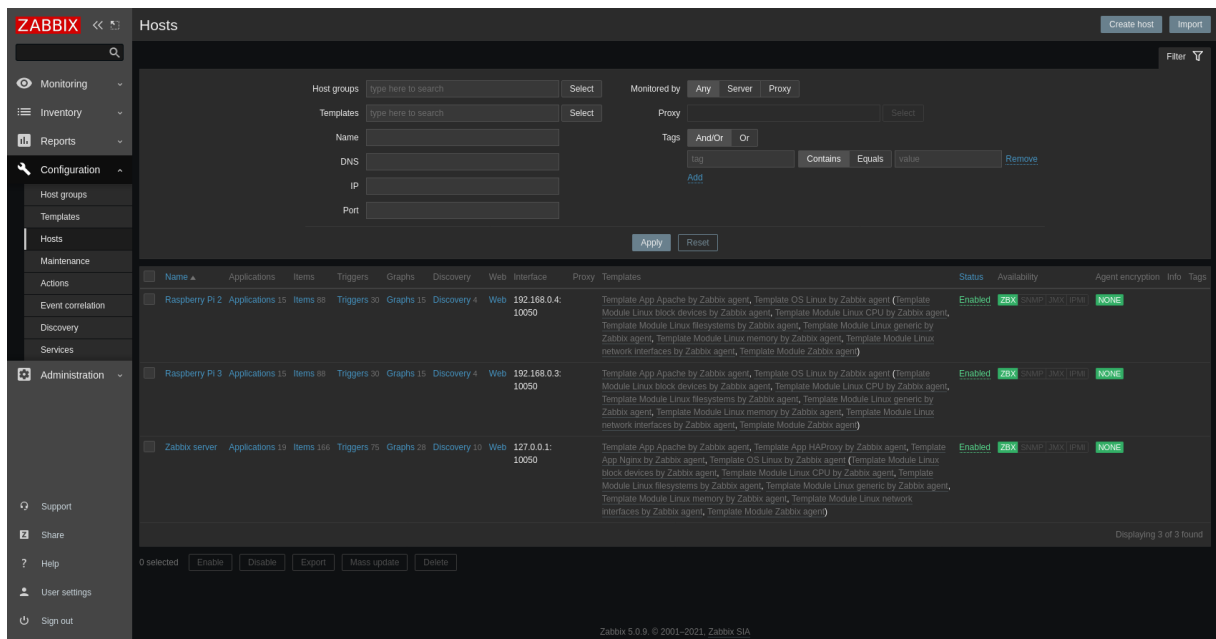 ZABBIX
Hosts
Create host Import
Filter
Monitoring
Inventory
Reports
Configuration
Host groups
Templates
Hosts
Maintenance
Actions
Event correlation
Discovery
Services
Administration
Support
Share
Help
User settings
Sign out
Host groups type here to search Select
Templates type here to search Select
Name
DNS
IP
Port
Monitored by Any Server Proxy
Proxy Select
Tags And/Or Or
tag Contains Equals value Remove
Add
Apply Reset
Name Applications Items Triggers Graphs Discovery Web Interface Proxy Templates Status Availability Agent encryption Info Tags
Raspberry Pi 2 Applications 15 Items 88 Triggers 30 Graphs 15 Discovery 4 Web 192.168.0.4: Template App Apache by Zabbix agent, Template OS Linux by Zabbix agent (Template Enabled ZBX SNMP JMX IPMI NONE
10050 Module Linux block devices by Zabbix agent, Template Module Linux CPU by Zabbix agent,
Template Module Linux filesystems by Zabbix agent, Template Module Linux generic by
Zabbix agent, Template Module Linux memory by Zabbix agent, Template Module Linux
network interfaces by Zabbix agent, Template Module Zabbix agent)
Raspberry Pi 3 Applications 15 Items 88 Triggers 30 Graphs 15 Discovery 4 Web 192.168.0.3: Template App Apache by Zabbix agent, Template OS Linux by Zabbix agent (Template Enabled ZBX SNMP JMX IPMI NONE
10050 Module Linux block devices by Zabbix agent, Template Module Linux CPU by Zabbix agent,
Template Module Linux filesystems by Zabbix agent, Template Module Linux generic by
Zabbix agent, Template Module Linux memory by Zabbix agent, Template Module Linux
network interfaces by Zabbix agent, Template Module Zabbix agent)
Zabbix server Applications 19 Items 166 Triggers 75 Graphs 28 Discovery 10 Web 127.0.0.1: Template App Apache by Zabbix agent, Template App HAProxy by Zabbix agent, Template Enabled ZBX SNMP JMX IPMI NONE
10050 App Nginx by Zabbix agent, Template OS Linux by Zabbix agent (Template Module Linux
block devices by Zabbix agent, Template Module Linux CPU by Zabbix agent, Template
Module Linux filesystems by Zabbix agent, Template Module Linux generic by Zabbix agent,
Template Module Linux memory by Zabbix agent, Template Module Linux network
interfaces by Zabbix agent, Template Module Zabbix agent)
Displaying 3 of 3 found
0 selected Enable Disable Export Mass update Delete
Zabbix 5.0.9. © 2001–2021, Zabbix SIA